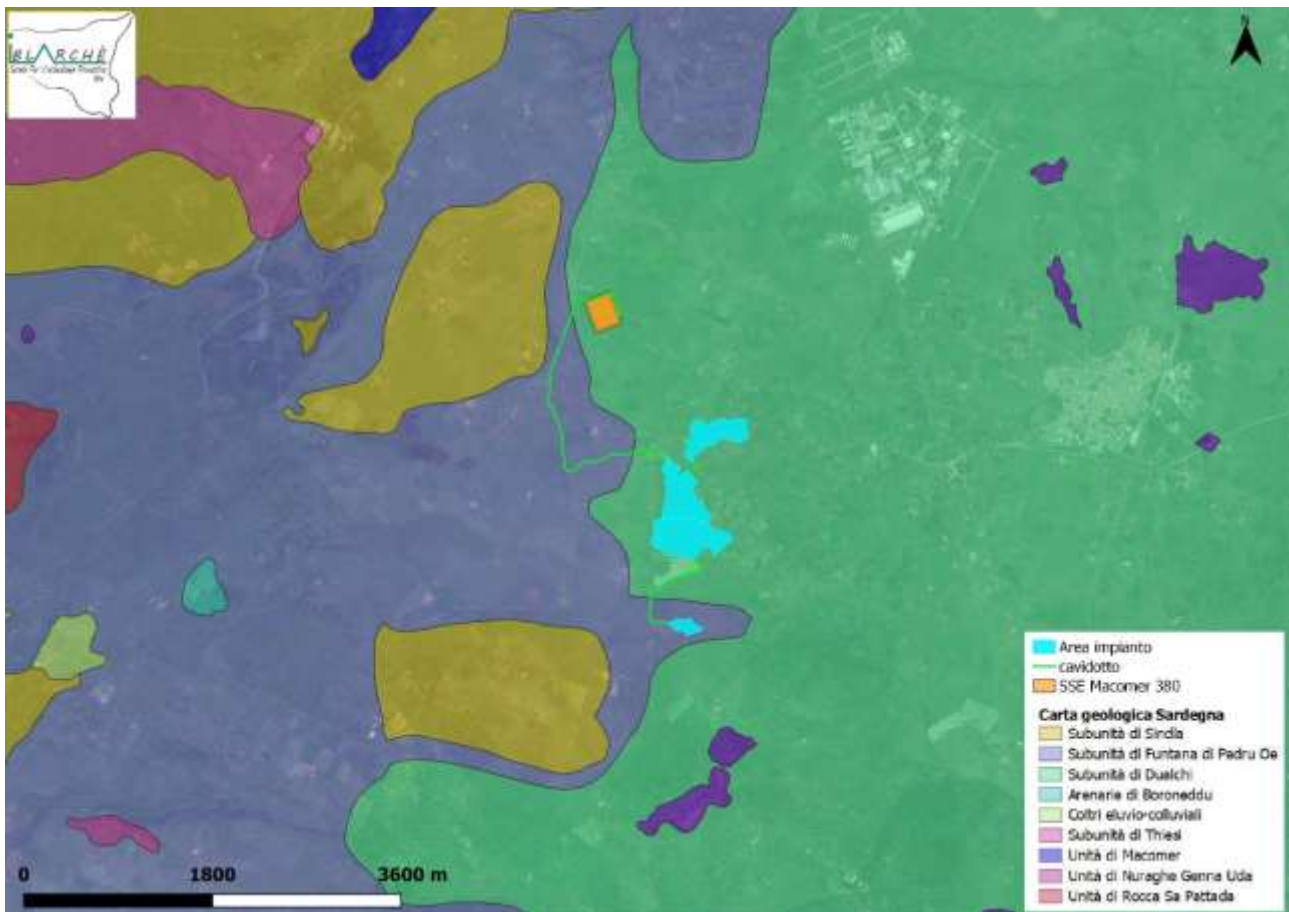 IBLARCHÈ
N
Area impianto
cavidotto
SSE Macomer 380
Carta geologica Sardegna
Subunità di Sindia
Subunità di Funtana di Pedru Oe
Subunità di Dualchi
Arenarie di Boroneddu
Coltri eluvio-colluviali
Subunità di Thiesi
Unità di Macomer
Unità di Nuraghe Genna Uda
Unità di Rocca Sa Pattada
0 1800 3600 m